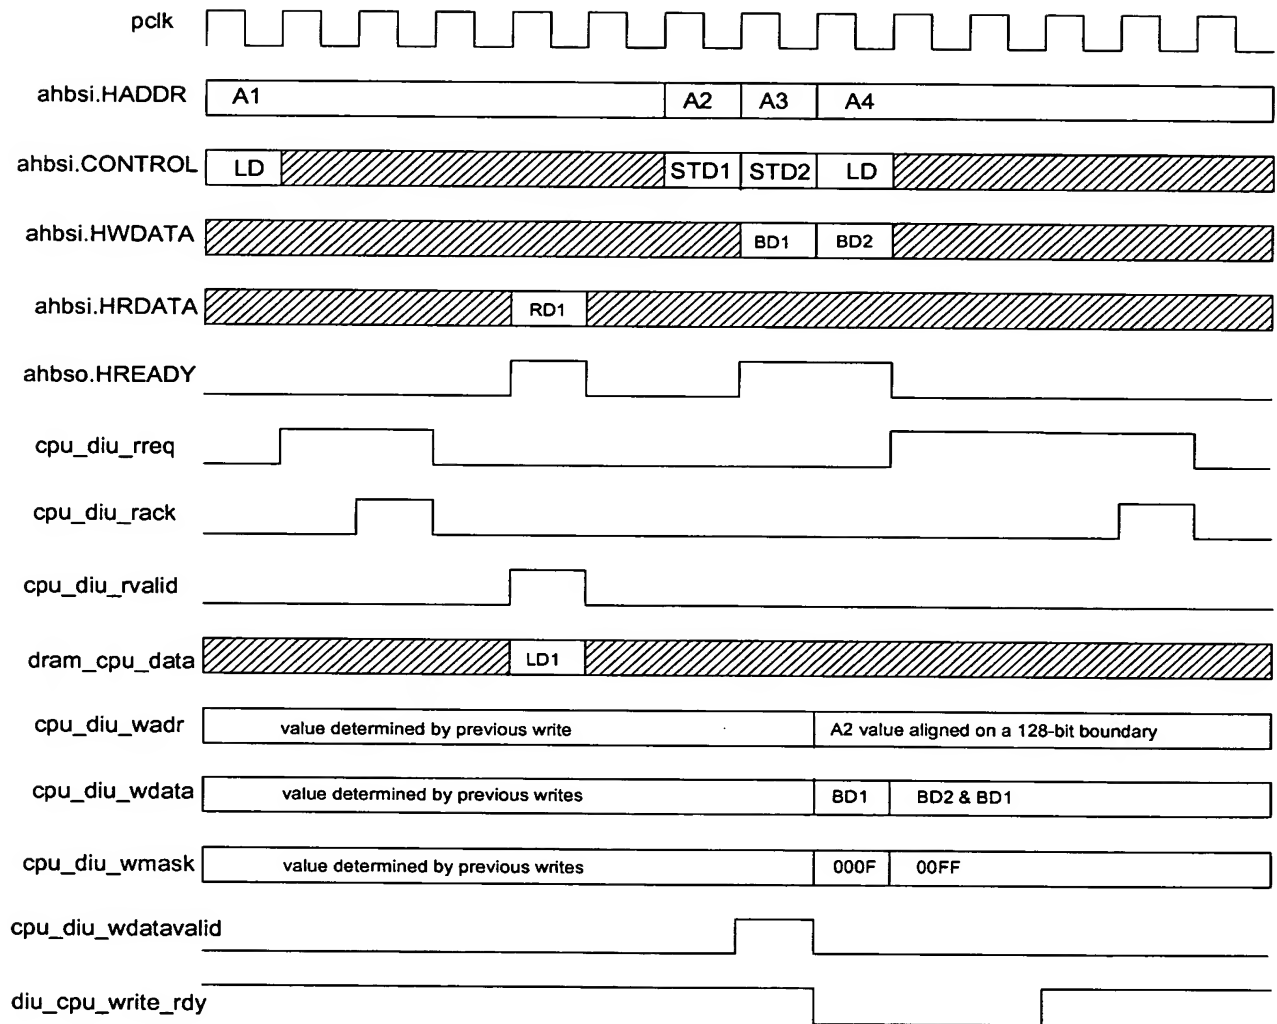 pclk
ahbsi.HADDR A1 A2 A3 A4
ahbsi.CONTROL LD STD1 STD2 LD
ahbsi.HWDATA BD1 BD2
ahbsi.HRDATA RD1
ahbso.HREADY
cpu_diu_rreq
cpu_diu_rack
cpu_diu_rvalid
dram_cpu_data LD1
cpu_diu_wadr value determined by previous write A2 value aligned on a 128-bit boundary
cpu_diu_wdata value determined by previous writes BD1 BD2 & BD1
cpu_diu_wmask value determined by previous writes 000F 00FF
cpu_diu_wdatavalid
diu_cpu_write_rdy